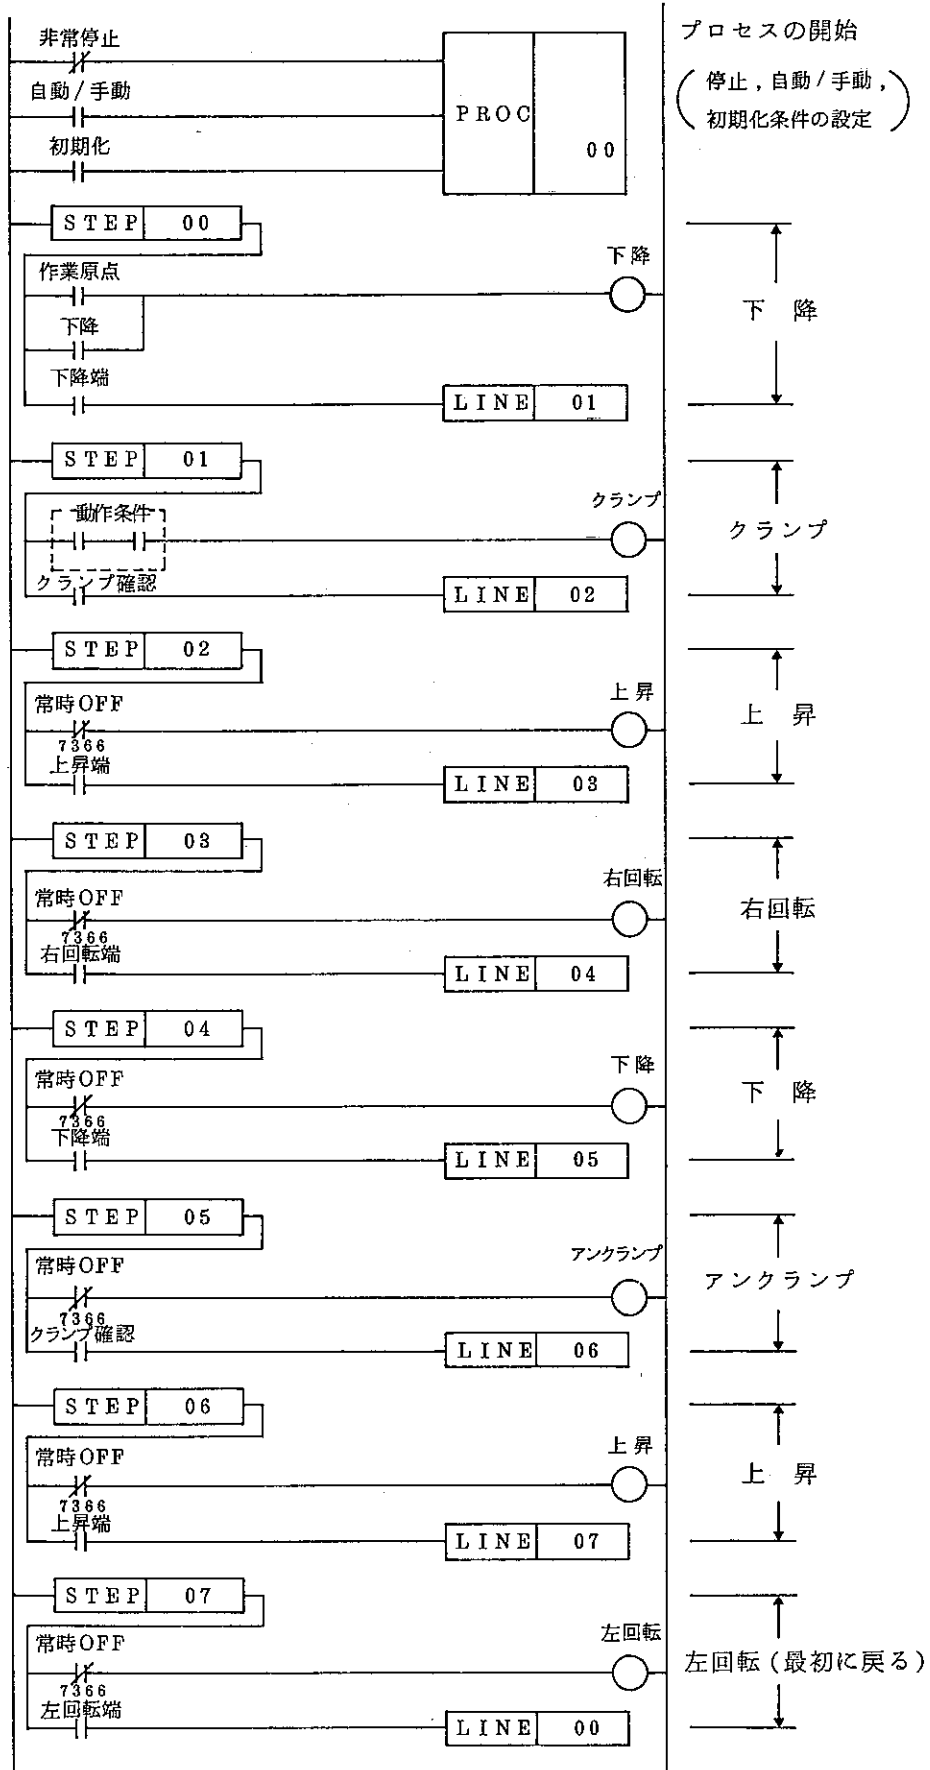 非常停止
プロセスの開始
自動/手動
PROC 00
(停止,自動/手動,
初期化条件の設定)
初期化
STEP 00
作業原点
下降
下降
下降
下降端
LINE 01
STEP 01
動作条件
クランプ
クランプ
クランプ確認
LINE 02
STEP 02
常時OFF
上昇
上昇
7366
上昇端
LINE 03
STEP 03
常時OFF
右回転
右回転
7366
右回転端
LINE 04
STEP 04
常時OFF
下降
下降
7366
下降端
LINE 05
STEP 05
常時OFF
アンクランプ
アンクランプ
7366
クランプ確認
LINE 06
STEP 06
常時OFF
上昇
上昇
7366
上昇端
LINE 07
STEP 07
常時OFF
左回転
左回転(最初に戻る)
7366
左回転端
LINE 00